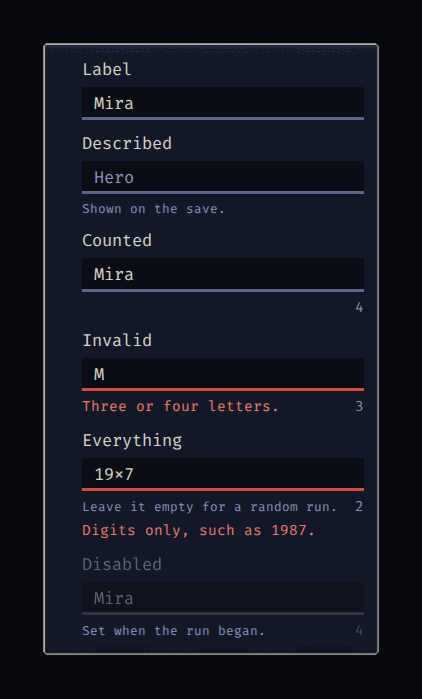 Label
Mira
Described
Hero
Shown on the save.
Counted
Mira
4
Invalid
M
Three or four letters. 3
Everything
19×7
Leave it empty for a random run. 2
Digits only, such as 1987.
Disabled
Mira
Set when the run began. 4